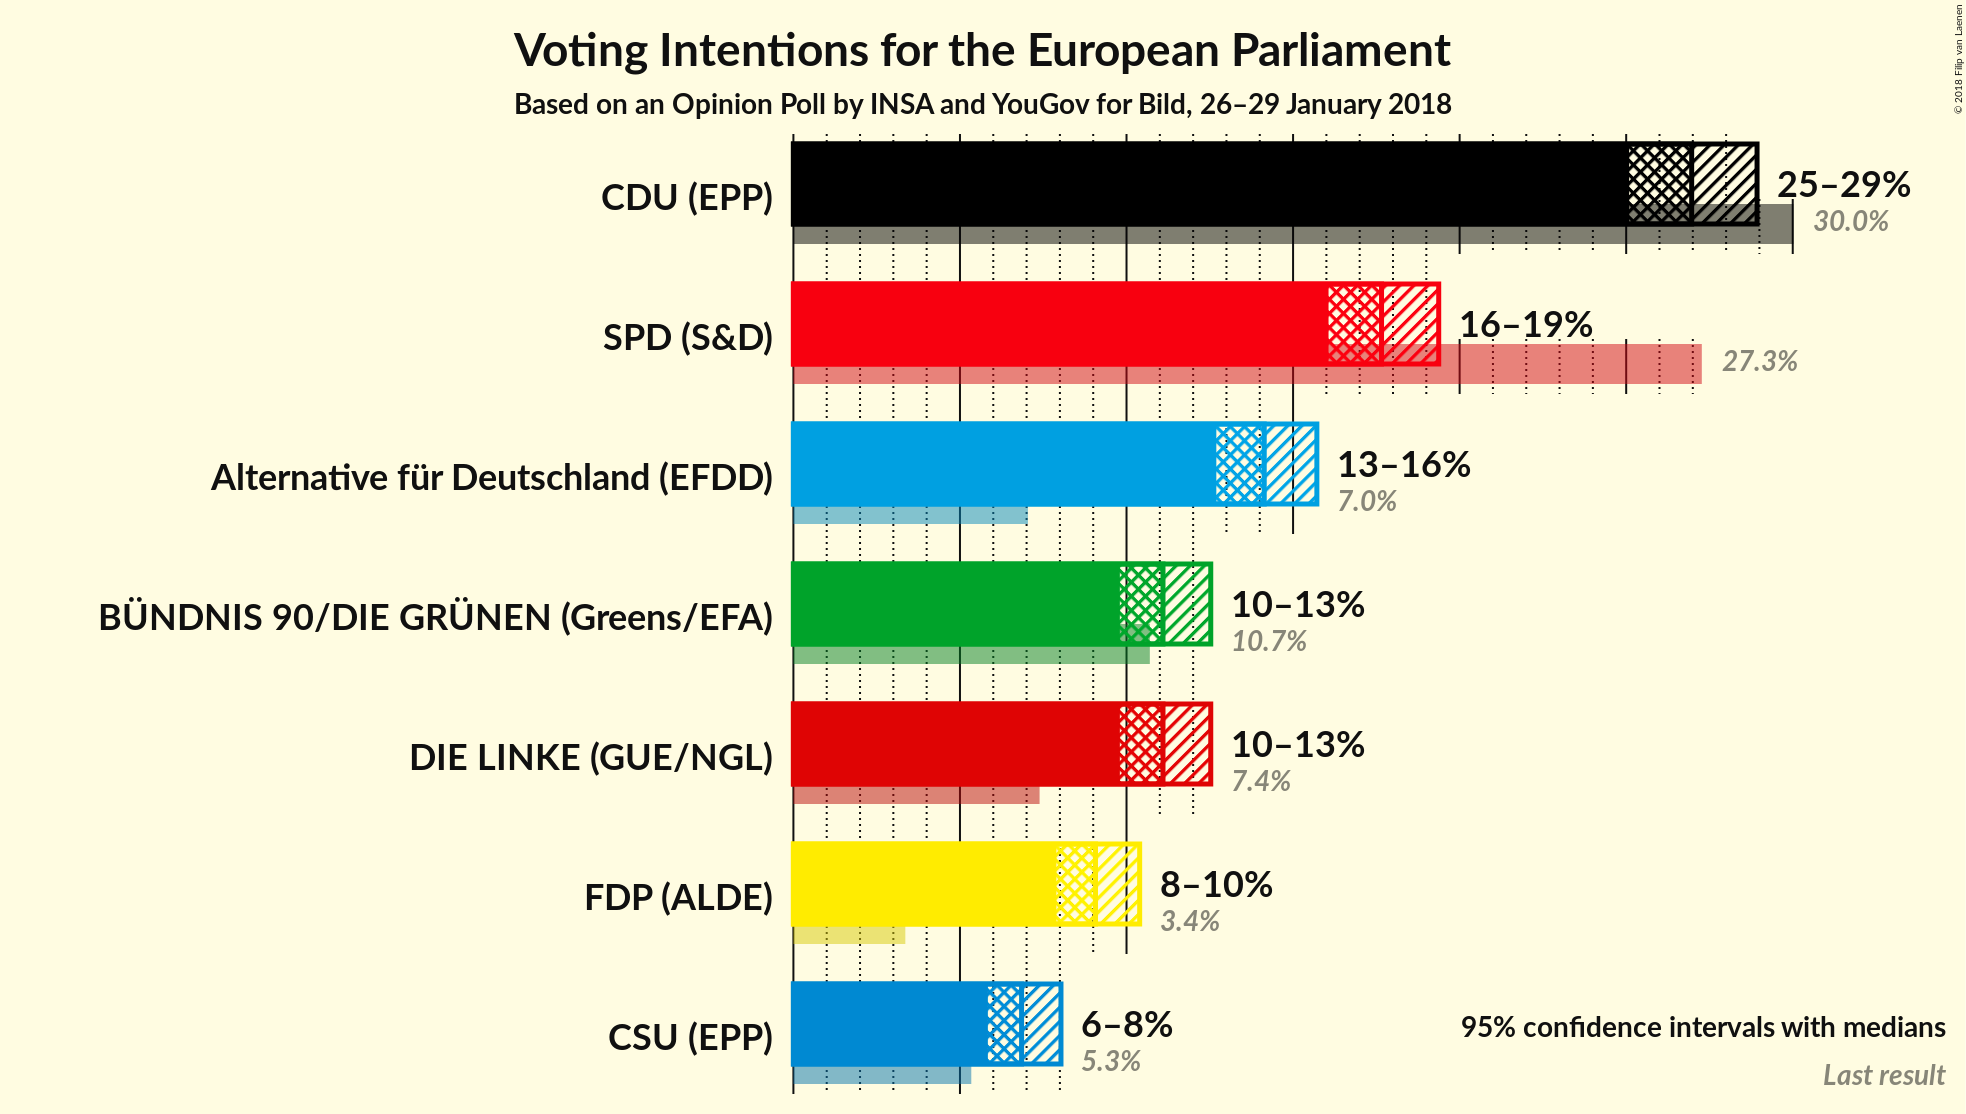 Voting Intentions for the European Parliament
Based on an Opinion Poll by INSA and YouGov for Bild, 26–29 January 2018
© 2018 Filip van Laenen
CDU (EPP)
25–29%
30.0%
SPD (S&D)
16–19%
27.3%
Alternative für Deutschland (EFDD)
13–16%
7.0%
BÜNDNIS 90/DIE GRÜNEN (Greens/EFA)
10–13%
10.7%
DIE LINKE (GUE/NGL)
10–13%
7.4%
FDP (ALDE)
8–10%
3.4%
CSU (EPP)
6–8%
5.3%
95% confidence intervals with medians
Last result